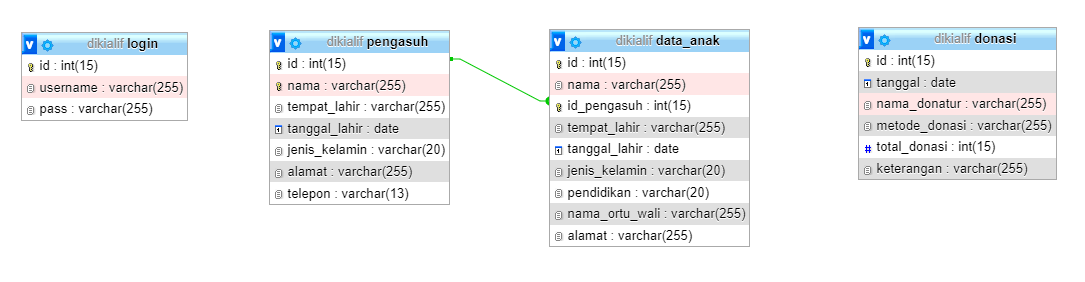 dikialif login
id : int(15)
username : varchar(255)
pass : varchar(255)
dikialif pengasuh
id : int(15)
nama : varchar(255)
tempat_lahir : varchar(255)
tanggal_lahir : date
jenis_kelamin : varchar(20)
alamat : varchar(255)
telepon : varchar(13)
dikialif data_anak
id : int(15)
nama : varchar(255)
id_pengasuh : int(15)
tempat_lahir : varchar(255)
tanggal_lahir : date
jenis_kelamin : varchar(20)
pendidikan : varchar(20)
nama_ortu_wali : varchar(255)
alamat : varchar(255)
dikialif donasi
id : int(15)
tanggal : date
nama_donatur : varchar(255)
metode_donasi : varchar(255)
total_donasi : int(15)
keterangan : varchar(255)